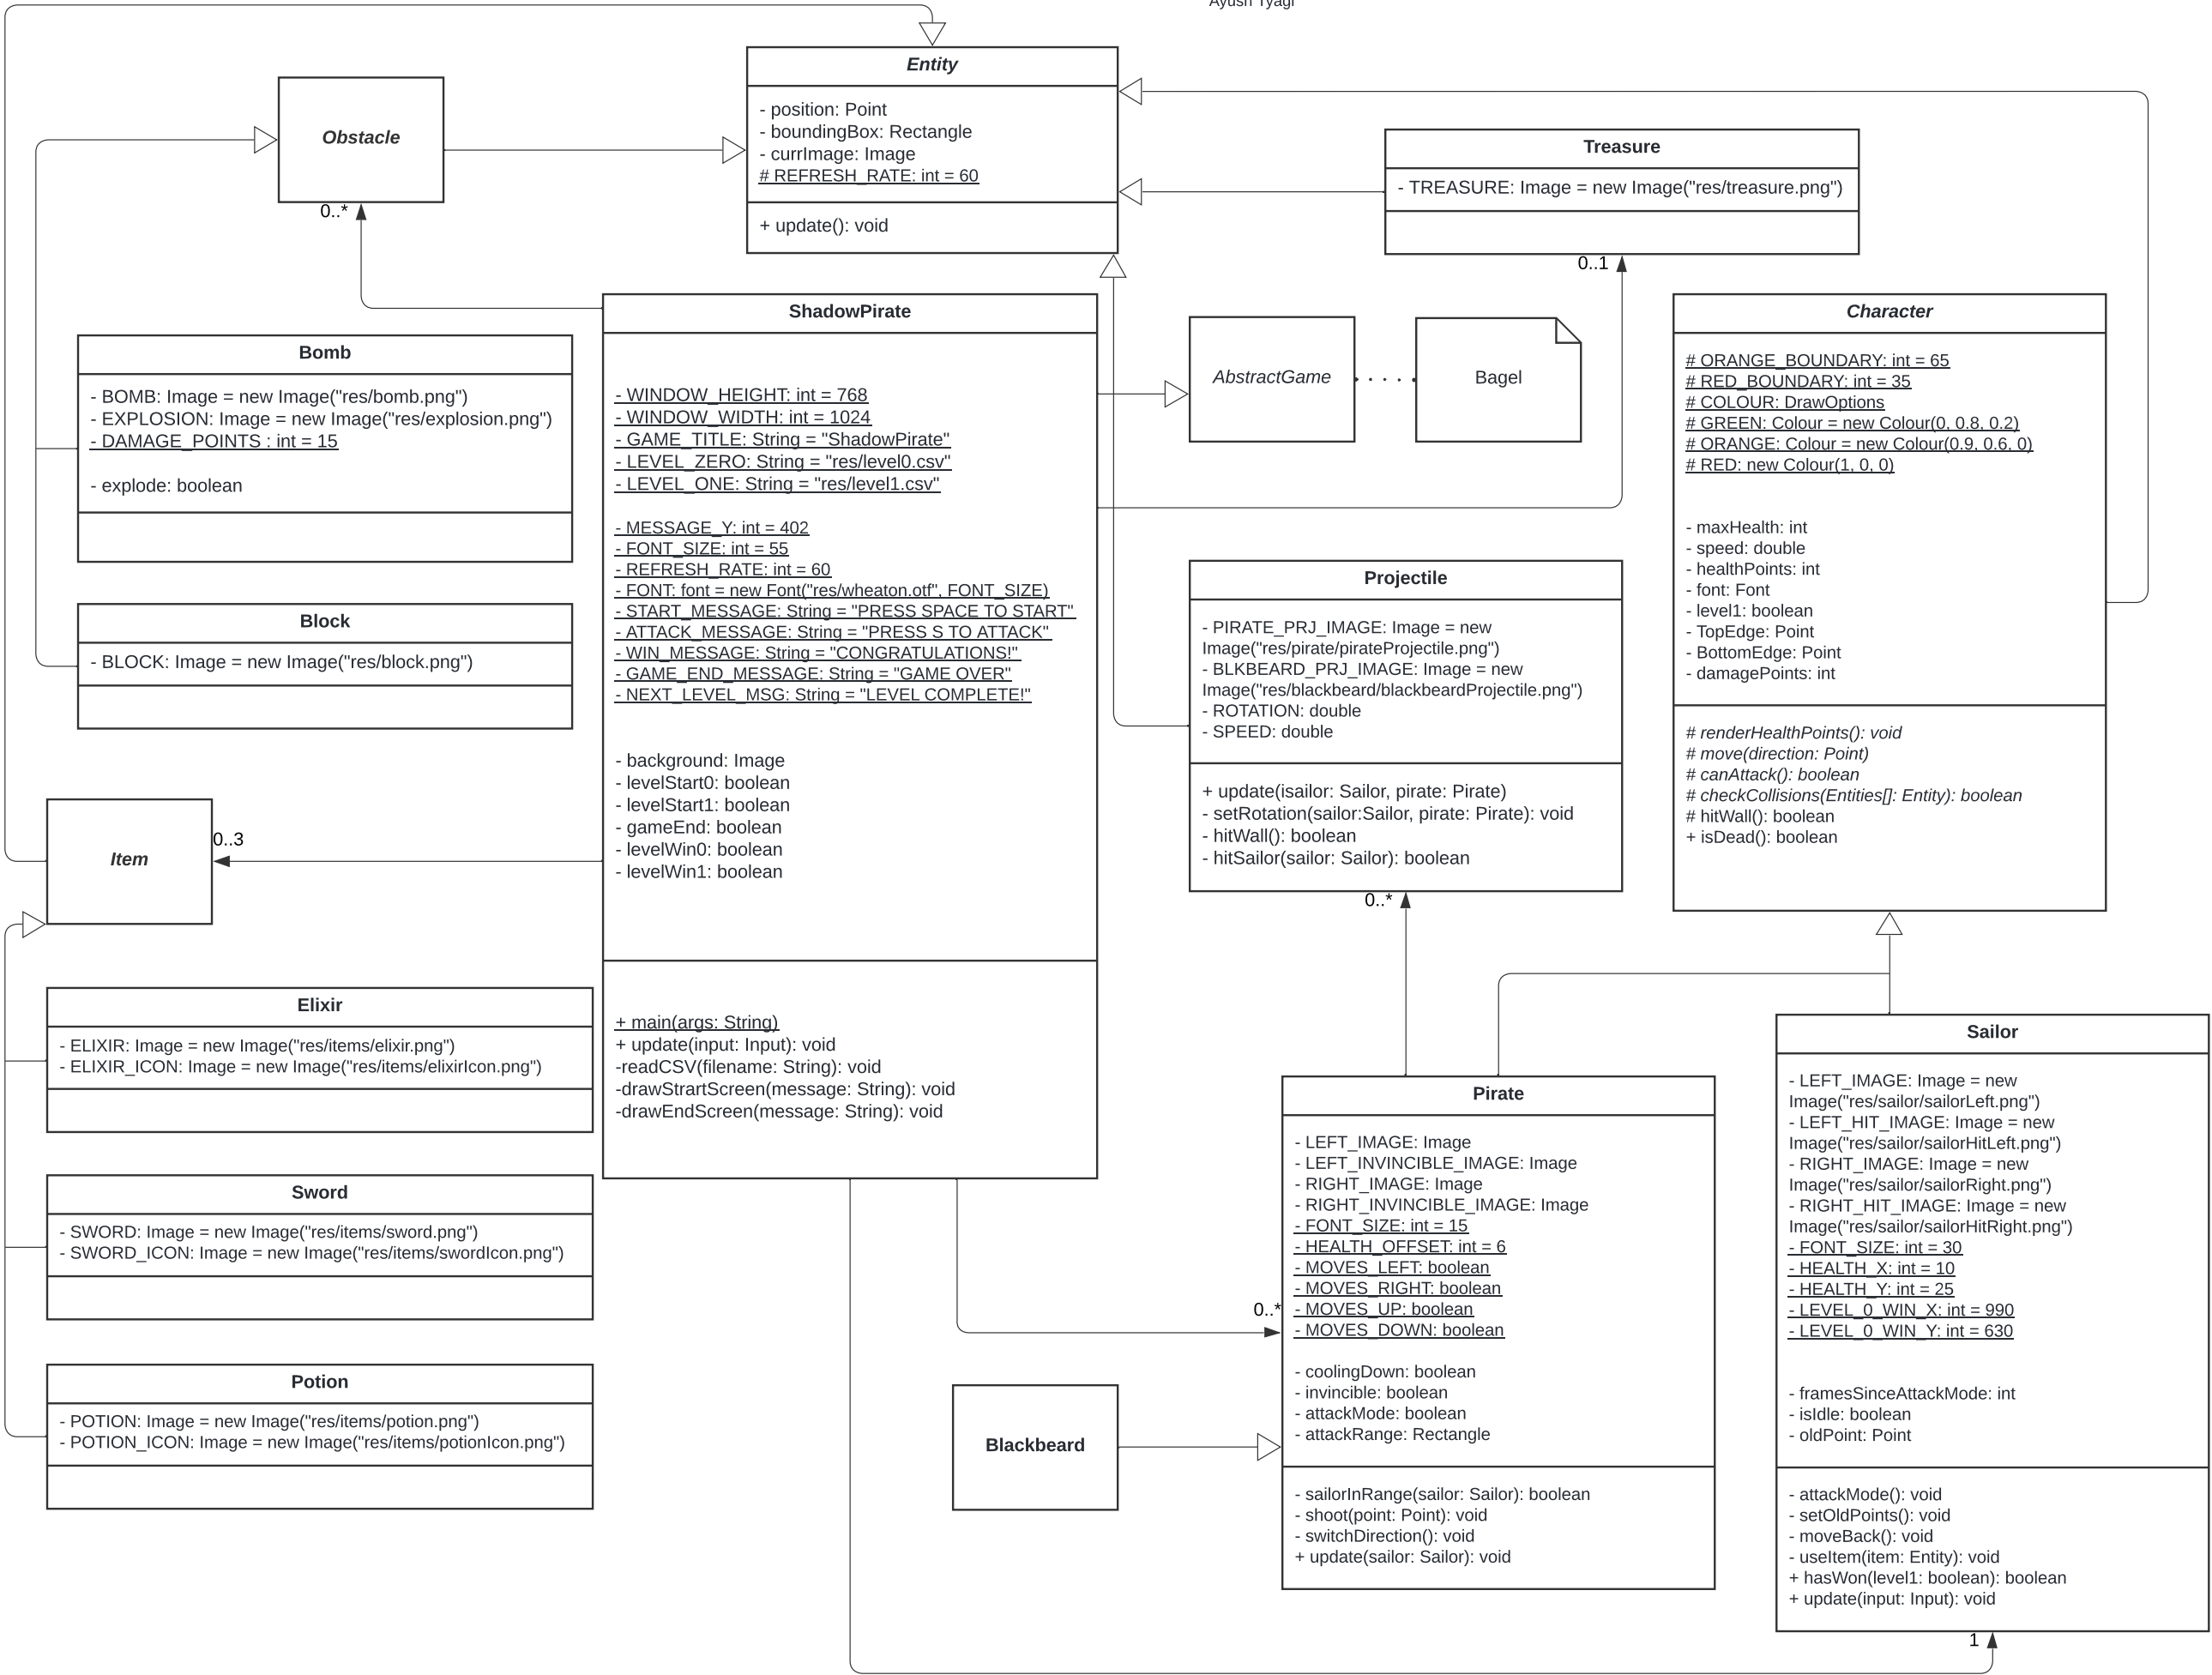 Ayush Tyagi
Entity
- position: Point
- boundingBox: Rectangle
- currImage: Image
# REFRESH_RATE: int = 60
+ update(): void
Obstacle
0..*
Treasure
- TREASURE: Image = new Image("res/treasure.png")
0..1
ShadowPirate
- WINDOW_HEIGHT: int = 768
- WINDOW_WIDTH: int = 1024
- GAME_TITLE: String = "ShadowPirate"
- LEVEL_ZERO: String = "res/level0.csv"
- LEVEL_ONE: String = "res/level1.csv"
- MESSAGE_Y: int = 402
- FONT_SIZE: int = 55
- REFRESH_RATE: int = 60
- FONT: font = new Font("res/wheaton.otf", FONT_SIZE)
- START_MESSAGE: String = "PRESS SPACE TO START"
- ATTACK_MESSAGE: String = "PRESS S TO ATTACK"
- WIN_MESSAGE: String = "CONGRATULATIONS!"
- GAME_END_MESSAGE: String = "GAME OVER"
- NEXT_LEVEL_MSG: String = "LEVEL COMPLETE!"
- background: Image
- levelStart0: boolean
- levelStart1: boolean
- gameEnd: boolean
- levelWin0: boolean
- levelWin1: boolean
+ main(args: String)
+ update(input: Input): void
-readCSV(filename: String): void
-drawStrartScreen(message: String): void
-drawEndScreen(message: String): void
AbstractGame
Bagel
Character
# ORANGE_BOUNDARY: int = 65
# RED_BOUNDARY: int = 35
# COLOUR: DrawOptions
# GREEN: Colour = new Colour(0, 0.8, 0.2)
# ORANGE: Colour = new Colour(0.9, 0.6, 0)
# RED: new Colour(1, 0, 0)
- maxHealth: int
- speed: double
- healthPoints: int
- font: Font
- level1: boolean
- TopEdge: Point
- BottomEdge: Point
- damagePoints: int
# renderHealthPoints(): void
# move(direction: Point)
# canAttack(): boolean
# checkCollisions(Entities[]: Entity): boolean
# hitWall(): boolean
+ isDead(): boolean
Bomb
- BOMB: Image = new Image("res/bomb.png")
- EXPLOSION: Image = new Image("res/explosion.png")
- DAMAGE_POINTS : int = 15
- explode: boolean
Block
- BLOCK: Image = new Image("res/block.png")
Projectile
- PIRATE_PRJ_IMAGE: Image = new
Image("res/pirate/pirateProjectile.png")
- BLKBEARD_PRJ_IMAGE: Image = new
Image("res/blackbeard/blackbeardProjectile.png")
- ROTATION: double
- SPEED: double
+ update(isailor: Sailor, pirate: Pirate)
- setRotation(sailor:Sailor, pirate: Pirate): void
- hitWall(): boolean
- hitSailor(sailor: Sailor): boolean
0..*
Item
0..3
Elixir
- ELIXIR: Image = new Image("res/items/elixir.png")
- ELIXIR_ICON: Image = new Image("res/items/elixirIcon.png")
Sword
- SWORD: Image = new Image("res/items/sword.png")
- SWORD_ICON: Image = new Image("res/items/swordIcon.png")
Potion
- POTION: Image = new Image("res/items/potion.png")
- POTION_ICON: Image = new Image("res/items/potionIcon.png")
Blackbeard
0..*
Pirate
- LEFT_IMAGE: Image
- LEFT_INVINCIBLE_IMAGE: Image
- RIGHT_IMAGE: Image
- RIGHT_INVINCIBLE_IMAGE: Image
- FONT_SIZE: int = 15
- HEALTH_OFFSET: int = 6
- MOVES_LEFT: boolean
- MOVES_RIGHT: boolean
- MOVES_UP: boolean
- MOVES_DOWN: boolean
- coolingDown: boolean
- invincible: boolean
- attackMode: boolean
- attackRange: Rectangle
- sailorInRange(sailor: Sailor): boolean
- shoot(point: Point): void
- switchDirection(): void
+ update(sailor: Sailor): void
Sailor
- LEFT_IMAGE: Image = new
Image("res/sailor/sailorLeft.png")
- LEFT_HIT_IMAGE: Image = new
Image("res/sailor/sailorHitLeft.png")
- RIGHT_IMAGE: Image = new
Image("res/sailor/sailorRight.png")
- RIGHT_HIT_IMAGE: Image = new
Image("res/sailor/sailorHitRight.png")
- FONT_SIZE: int = 30
- HEALTH_X: int = 10
- HEALTH_Y: int = 25
- LEVEL_0_WIN_X: int = 990
- LEVEL_0_WIN_Y: int = 630
- framesSinceAttackMode: int
- isIdle: boolean
- oldPoint: Point
- attackMode(): void
- setOldPoints(): void
- moveBack(): void
- useItem(item: Entity): void
+ hasWon(level1: boolean): boolean
+ update(input: Input): void
1